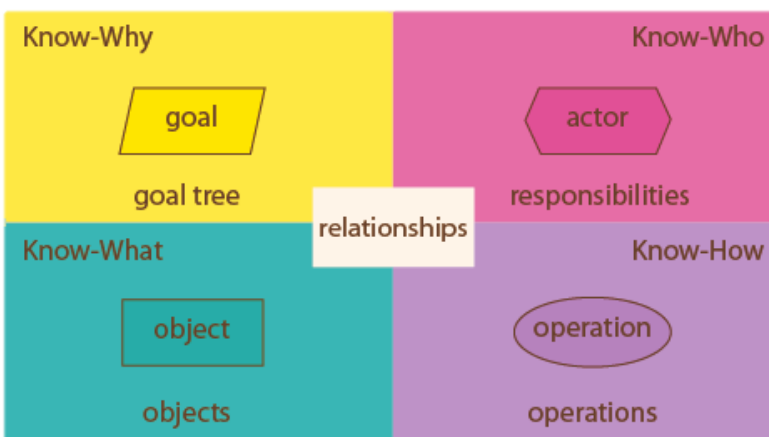 Know-Why
Know-Who
goal
actor
goal tree
responsibilities
relationships
Know-What
Know-How
object
operation
objects
operations